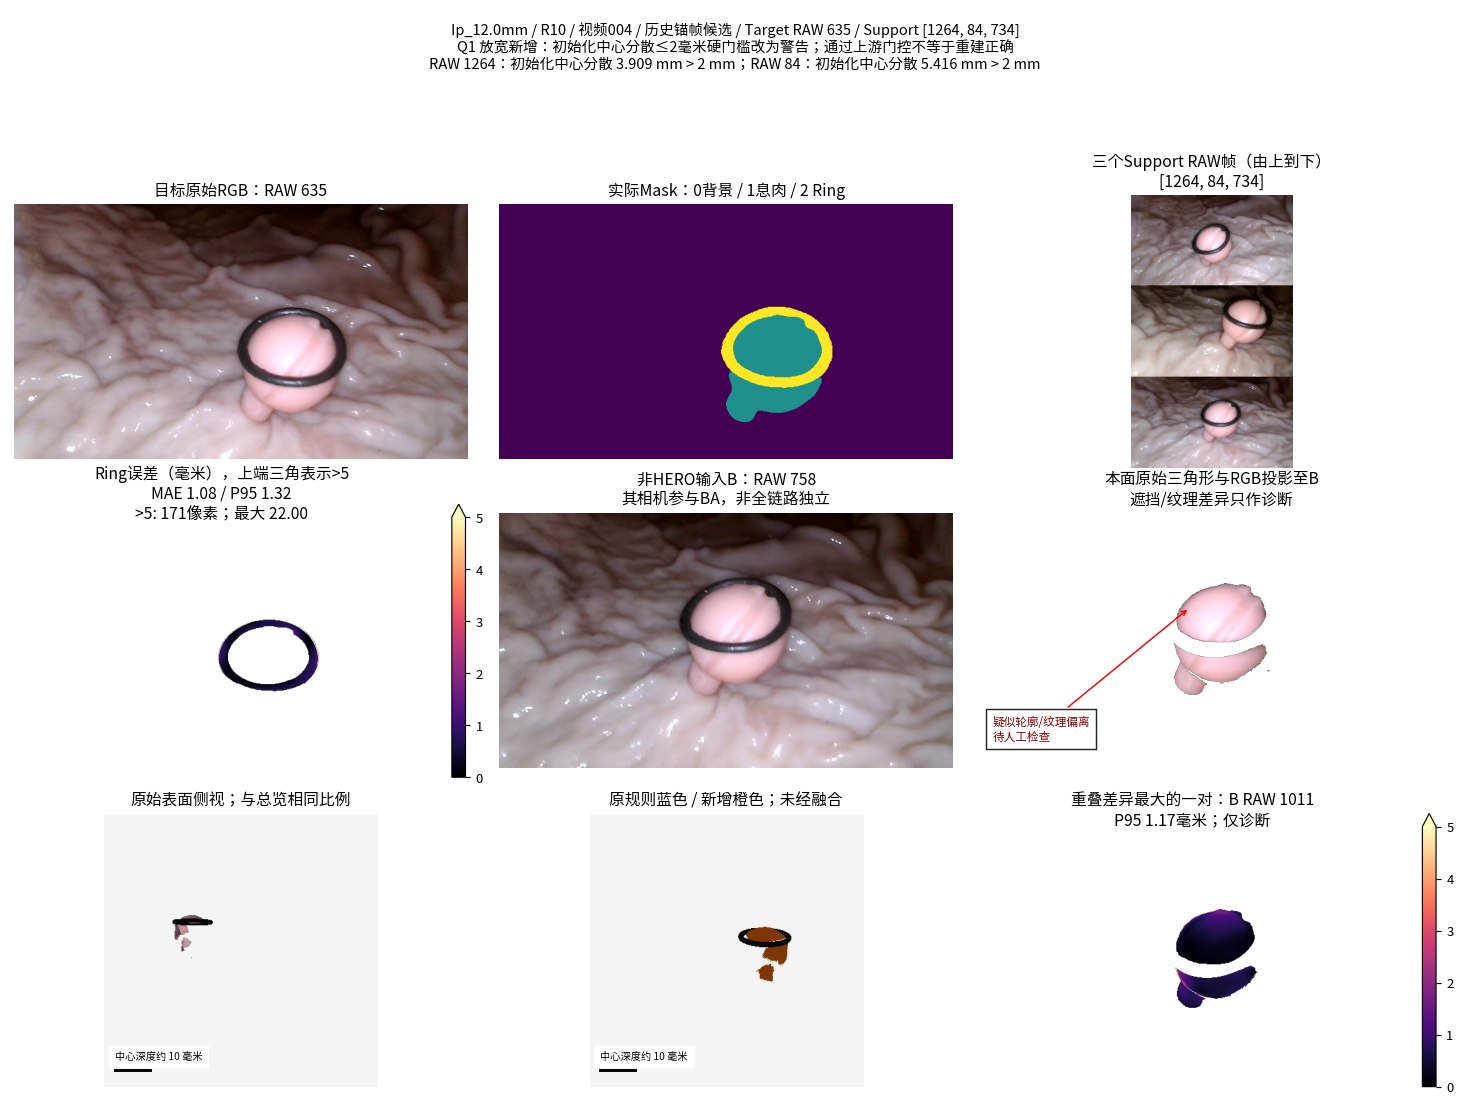 Ip_12.0mm / R10 / 视频004 / 历史锚帧候选 / Target RAW 635 / Support [1264, 84, 734]
Q1 放宽新增：初始化中心分散≤2毫米硬门槛改为警告；通过上游门控不等于重建正确
RAW 1264：初始化中心分散 3.909 mm > 2 mm；RAW 84：初始化中心分散 5.416 mm > 2 mm
目标原始RGB：RAW 635
实际Mask：0背景 / 1息肉 / 2 Ring
三个Support RAW帧（由上到下）
[1264, 84, 734]
Ring误差（毫米），上端三角表示>5
MAE 1.08 / P95 1.32
>5: 171像素；最大 22.00
5
4
3
2
1
0
非HERO输入B：RAW 758
其相机参与BA，非全链路独立
本面原始三角形与RGB投影至B
遮挡/纹理差异只作诊断
疑似轮廓/纹理偏离
待人工检查
原始表面侧视；与总览相同比例
中心深度约 10 毫米
原规则蓝色 / 新增橙色；未经融合
中心深度约 10 毫米
重叠差异最大的一对：B RAW 1011
P95 1.17毫米；仅诊断
5
4
3
2
1
0